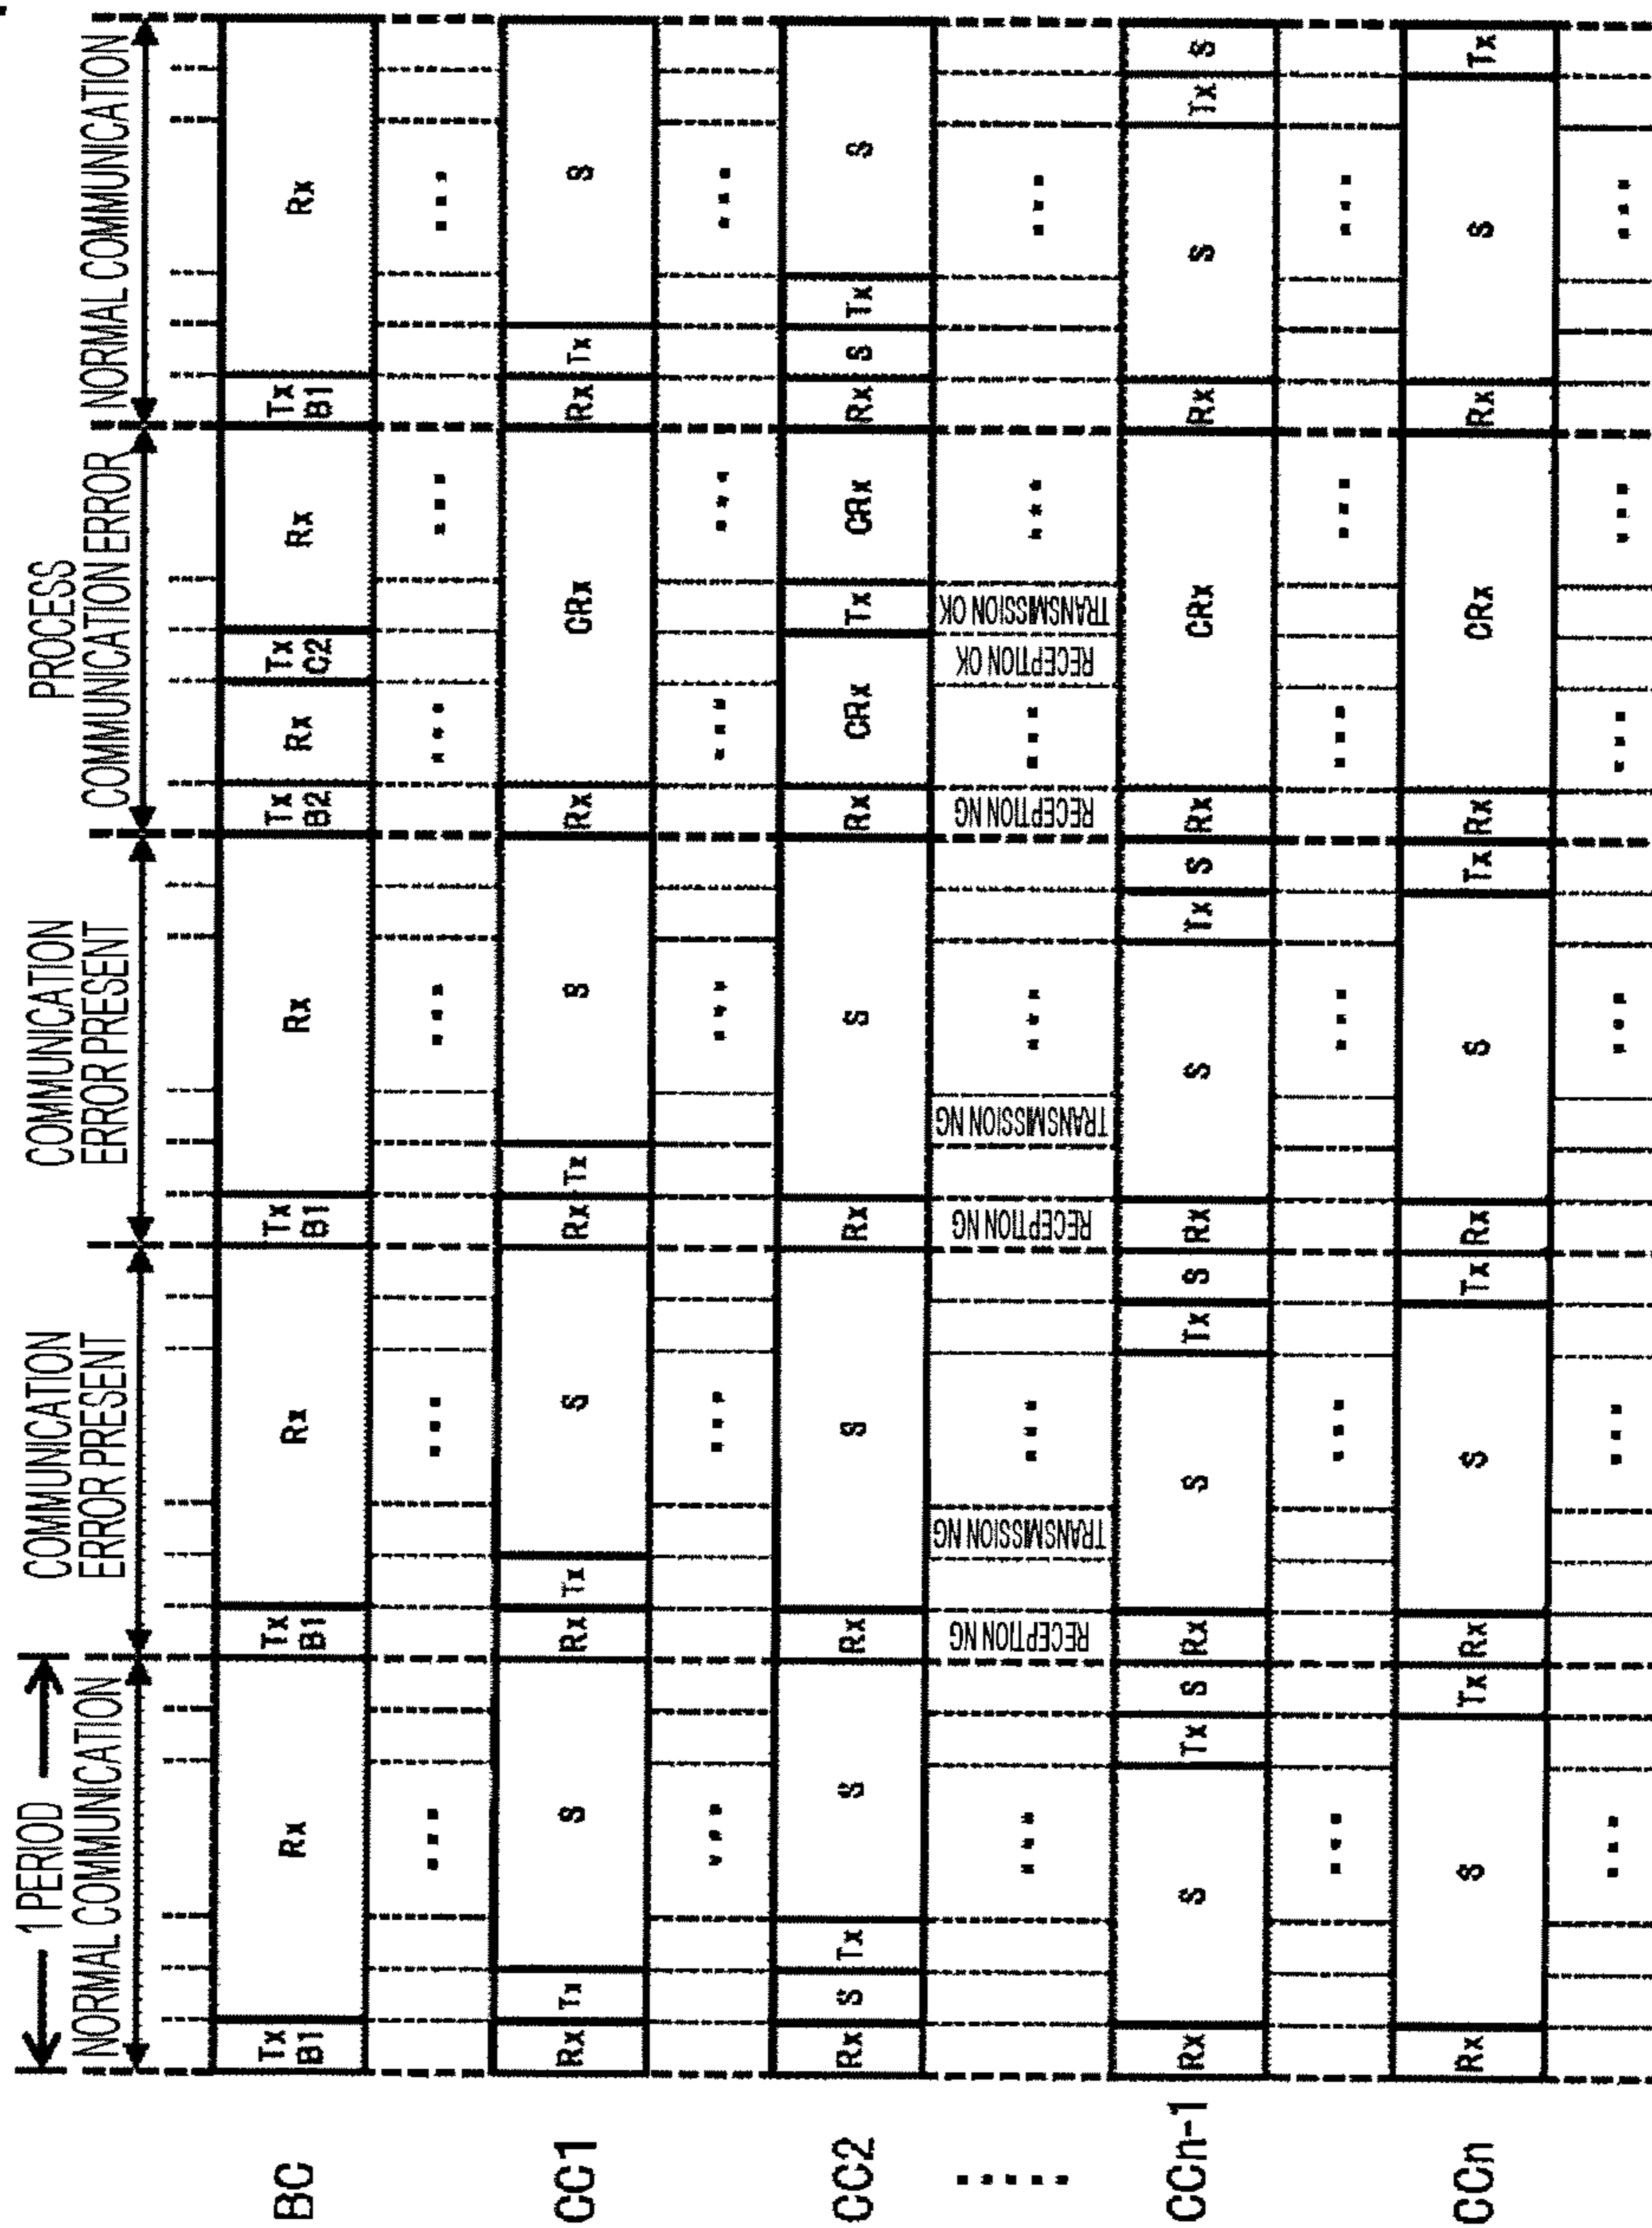 1 PERIOD
NORMAL COMMUNICATION
COMMUNICATION
ERROR PRESENT
COMMUNICATION
ERROR PRESENT
PROCESS
COMMUNICATION ERROR
NORMAL COMMUNICATION
BC
Tx B1
Rx
Tx B1
Rx
Tx B1
Rx
Tx B2
Rx
Tx C2
Rx
Tx B1
Rx
CC1
Rx
Tx
S
Rx
Tx
S
Rx
Tx
S
Rx
CRx
Rx
Tx
S
CC2
Rx
S
Tx
S
Rx
S
Rx
S
Rx
CRx
Tx
CRx
Rx
S
Tx
S
RECEPTION NG
TRANSMISSION NG
RECEPTION NG
TRANSMISSION NG
RECEPTION NG
RECEPTION OK
TRANSMISSION OK
CCn-1
Rx
S
Tx
S
Rx
S
Tx
S
Rx
S
Tx
S
Rx
CRx
Rx
S
Tx
S
CCn
Rx
S
Tx
Rx
S
Tx
Rx
S
Tx
Rx
CRx
Rx
S
Tx